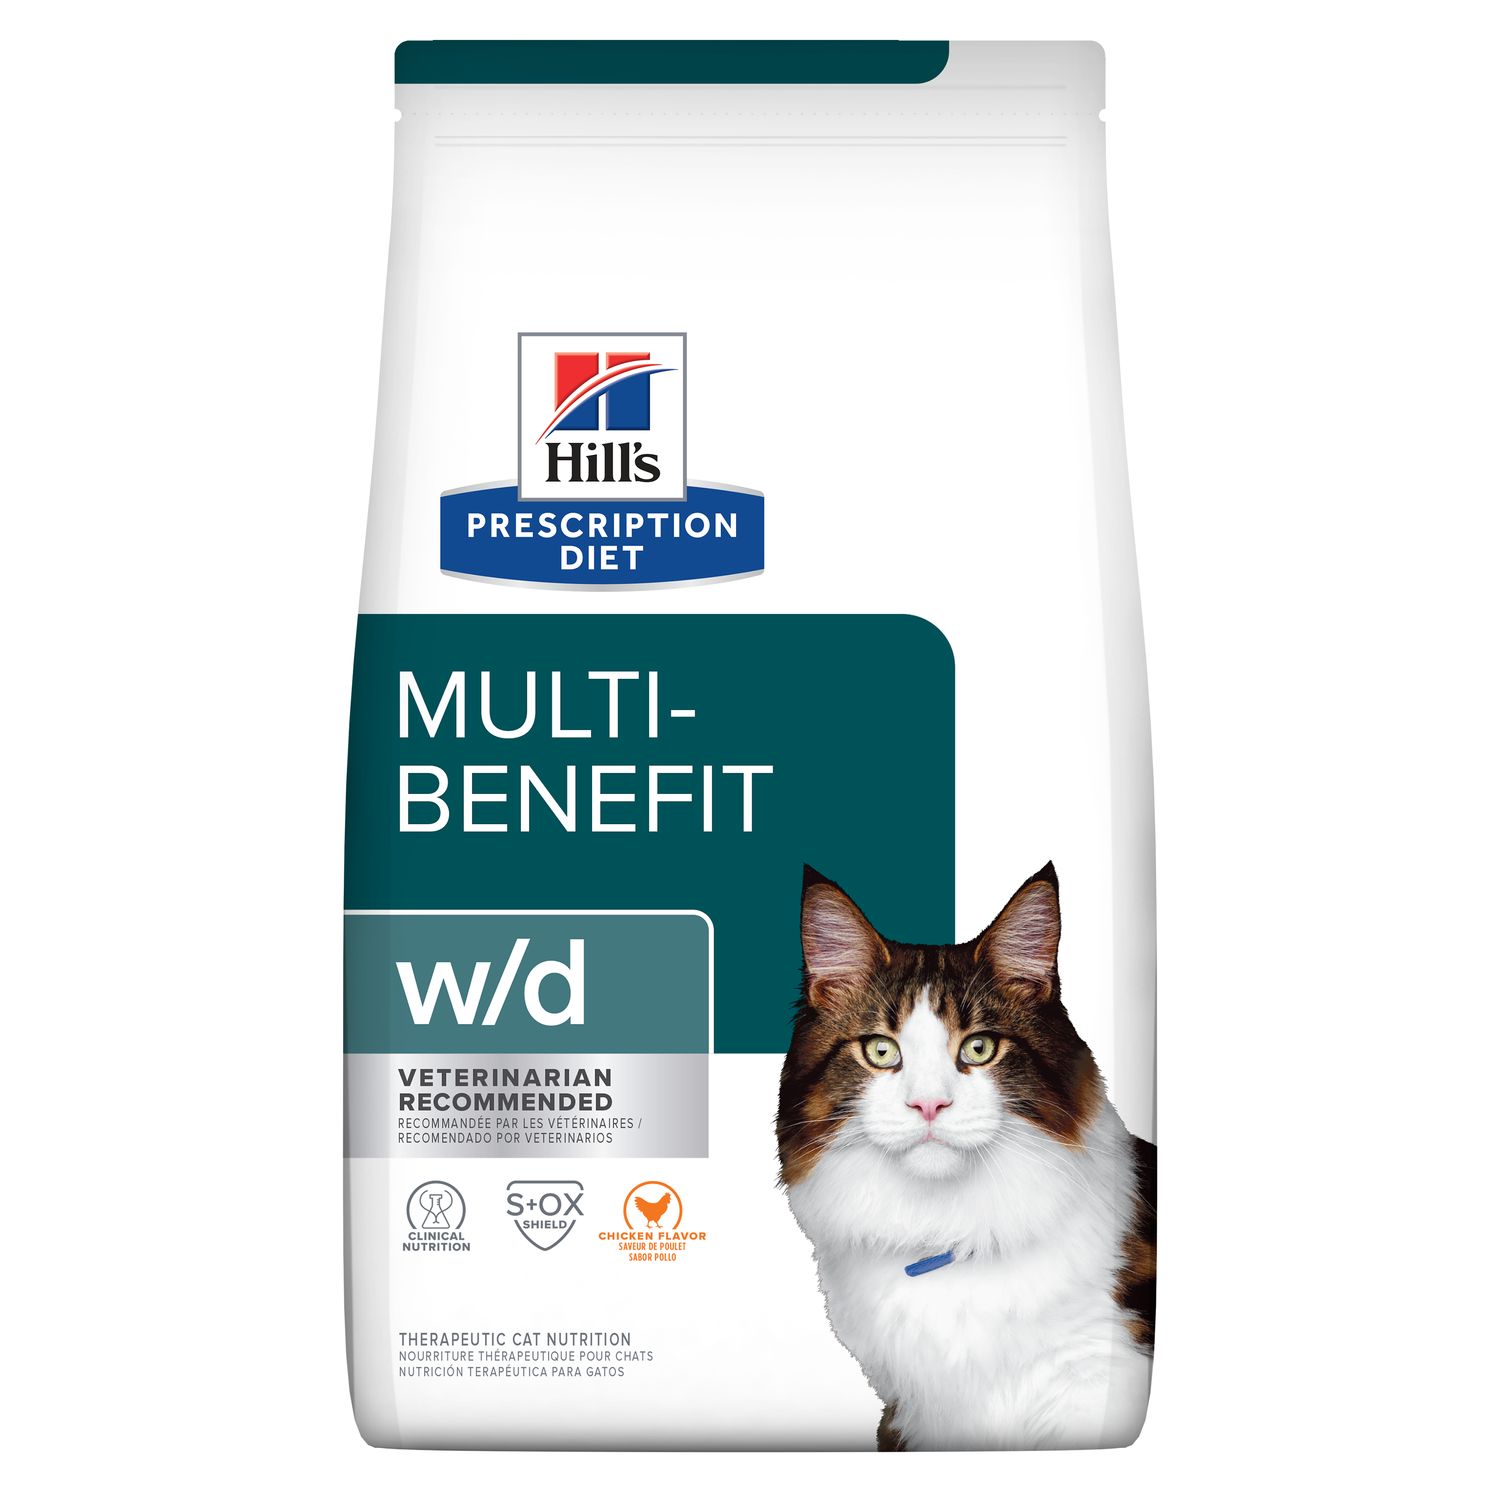 Hill's
PRESCRIPTION
DIET
MULTI-
BENEFIT
w/d
VETERINARIAN
RECOMMENDED
RECOMMANDÉE PAR LES VÉTÉRINAIRES /
RECOMENDADO POR VETERINARIOS
CLINICAL
NUTRITION
S+OX
SHIELD
CHICKEN FLAVOR
SAVEUR DE POULET
SABOR POLLO
THERAPEUTIC CAT NUTRITION
NOURRITURE THÉRAPEUTIQUE POUR CHATS
NUTRICIÓN TERAPÉUTICA PARA GATOS